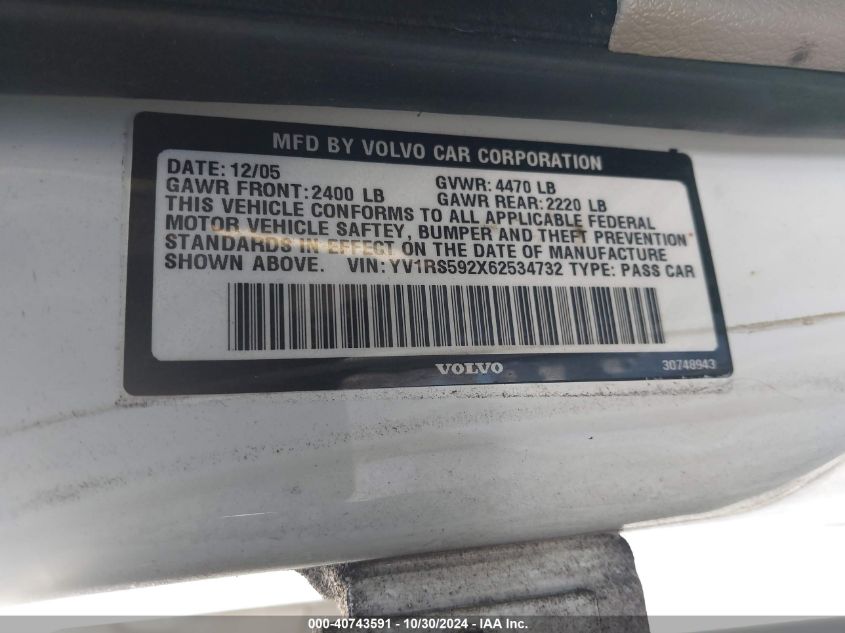 MFD BY VOLVO CAR CORPORATION
DATE: 12/05 GVWR: 4470 LB
GAWR FRONT: 2400 LB GAWR REAR: 2220 LB
THIS VEHICLE CONFORMS TO ALL APPLICABLE FEDERAL
MOTOR VEHICLE SAFTEY, BUMPER AND THEFT PREVENTION
STANDARDS IN EFFECT ON THE DATE OF MANUFACTURE
SHOWN ABOVE. VIN: YV1RS592X62534732 TYPE: PASS CAR
VOLVO 30748943
000-40743591 - 10/30/2024 - IAA Inc.